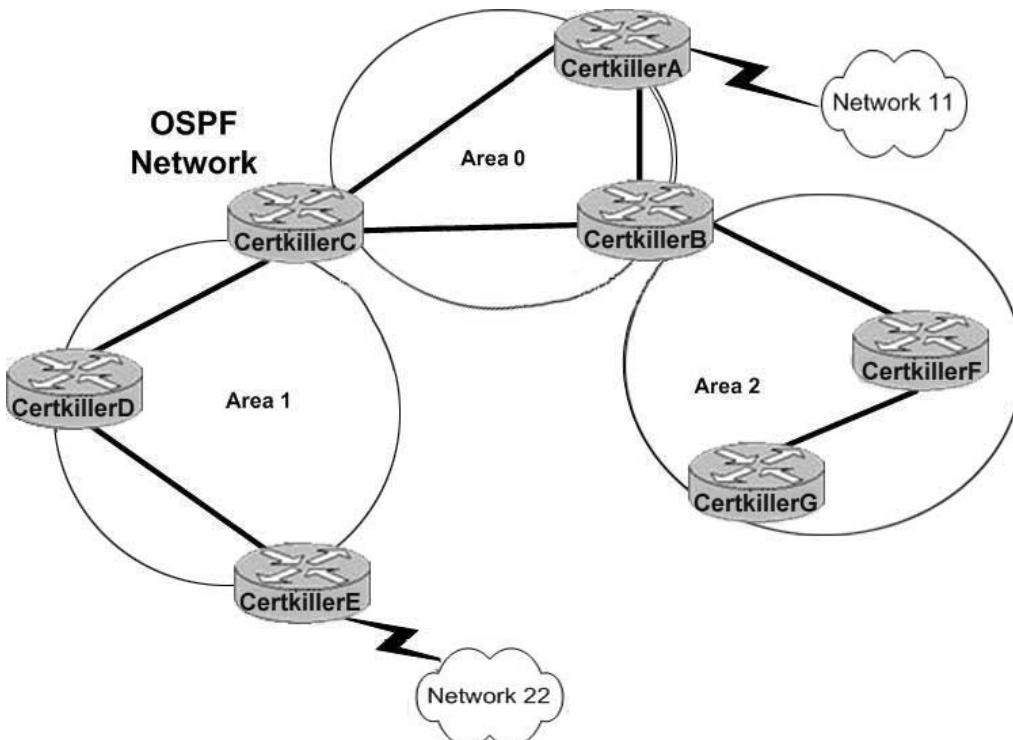 CertkillerA
Network 11
OSPF
Network
Area 0
CertkillerC
CertkillerB
CertkillerF
CertkillerD
Area 1
Area 2
CertkillerG
CertkillerE
Network 22